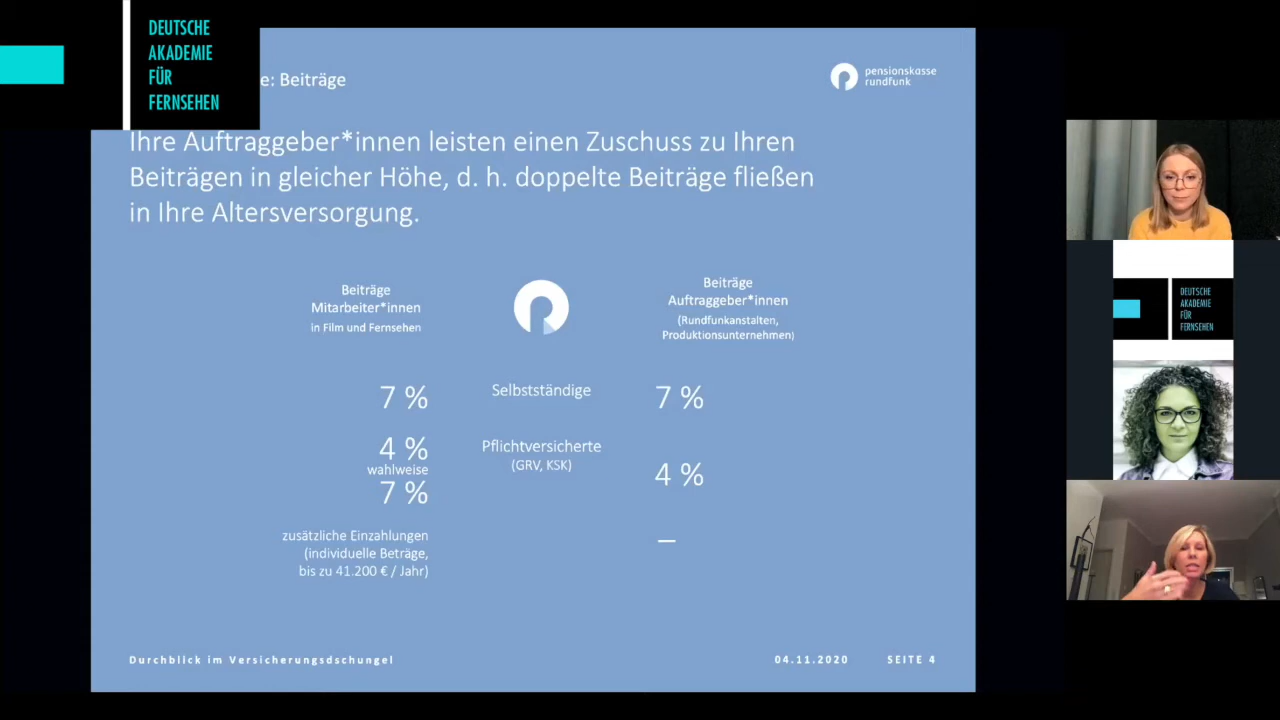 DEUTSCHE
AKADEMIE
FÜR
FERNSEHEN
e: Beiträge
pensionskasse
rundfunk
Ihre Auftraggeber*innen leisten einen Zuschuss zu Ihren
Beiträgen in gleicher Höhe, d. h. doppelte Beiträge fließen
in Ihre Altersversorgung.
Beiträge
Mitarbeiter*innen
in Film und Fernsehen
Beiträge
Auftraggeber*innen
(Rundfunkanstalten,
Produktionsunternehmen)
7 %
Selbstständige
7 %
4 %
wahlweise
7 %
Pflichtversicherte
(GRV, KSK)
4 %
zusätzliche Einzahlungen
(individuelle Beträge,
bis zu 41.200 € / Jahr)
—
Durchblick im Versicherungsdschungel
04.11.2020
SEITE 4
DEUTSCHE
AKADEMIE
FÜR
FERNSEHEN